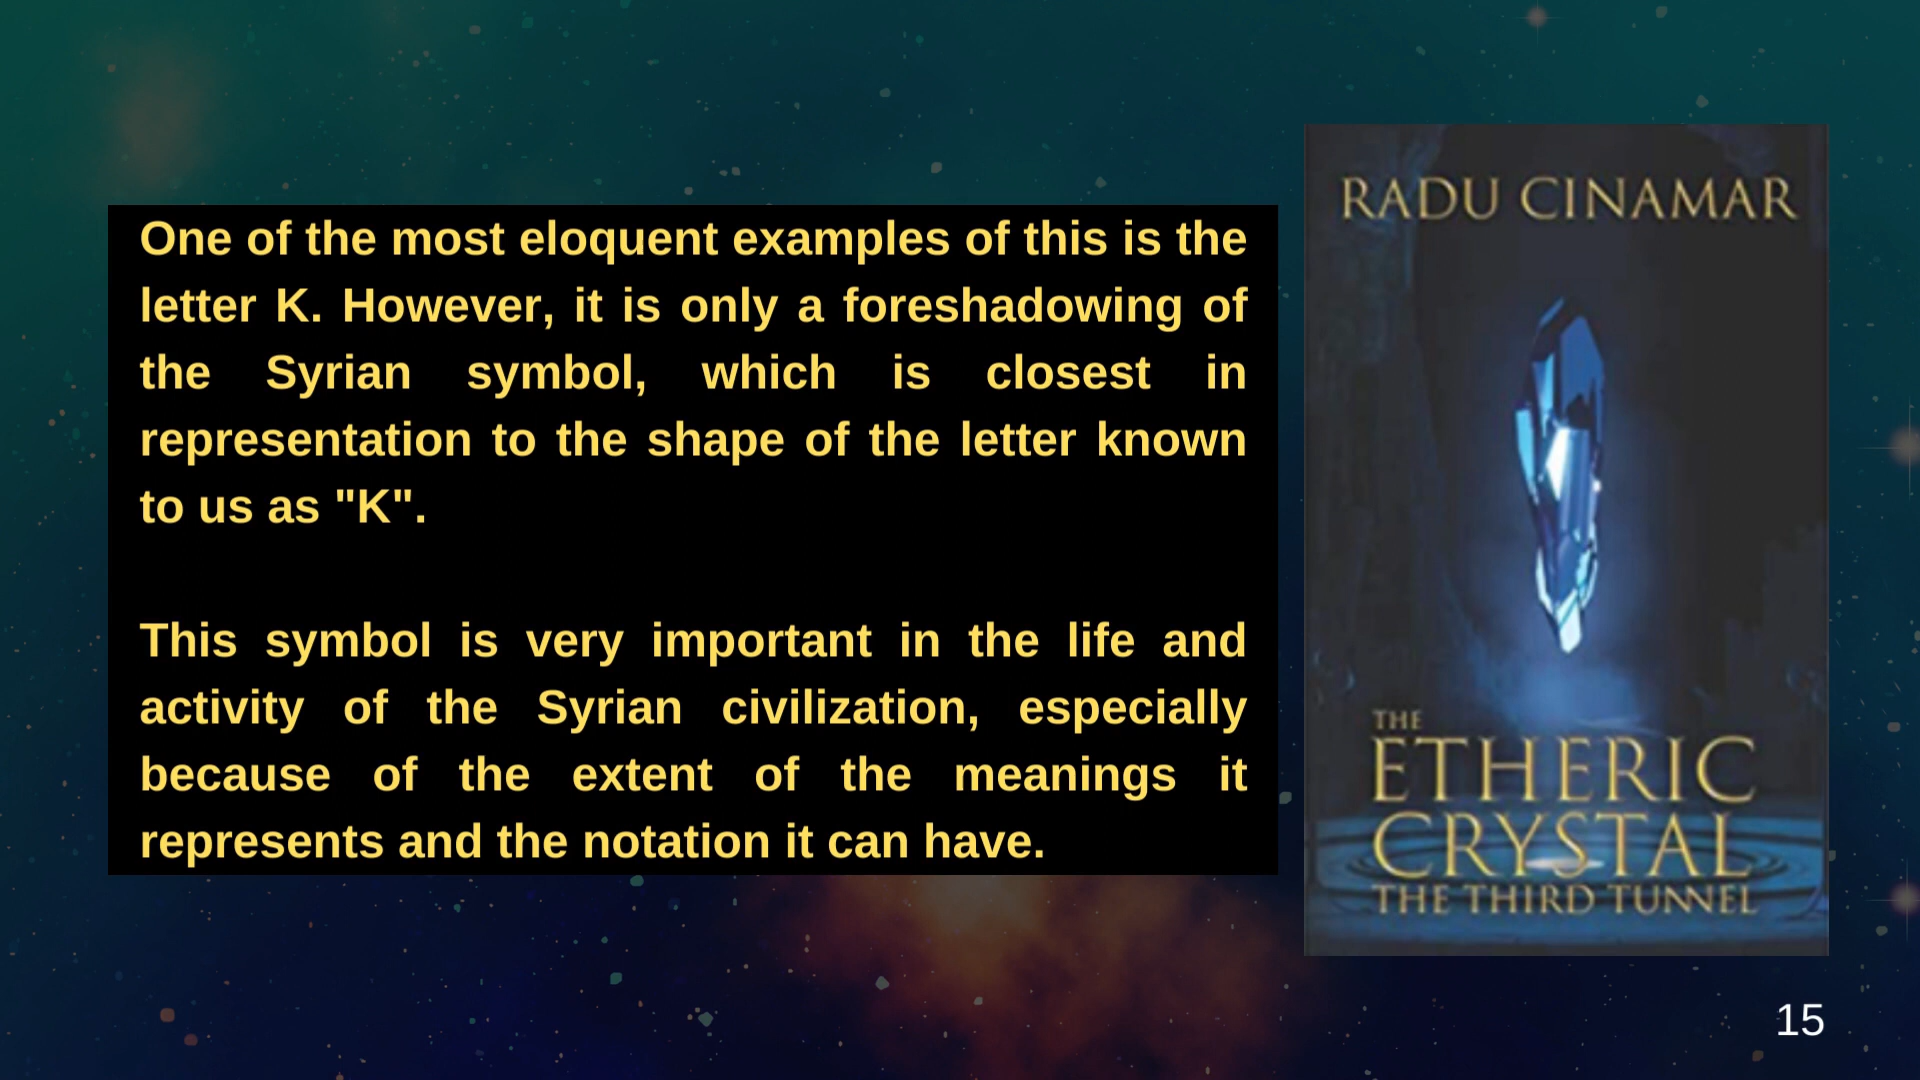 One of the most eloquent examples of this is the
letter K. However, it is only a foreshadowing of
the Syrian symbol, which is closest in
representation to the shape of the letter known
to us as "K".
This symbol is very important in the life and
activity of the Syrian civilization, especially
because of the extent of the meanings it
represents and the notation it can have.
RADU CINAMAR
THE
ETHERIC
CRYSTAL
THE THIRD TUNNEL
15